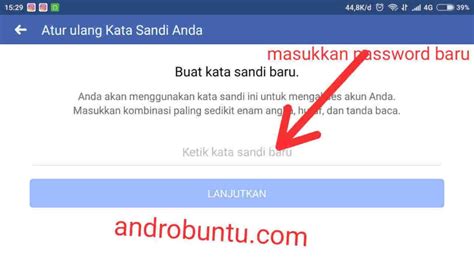 15:29
44,8K/d 4G 39%
Atur ulang Kata Sandi Anda
masukkan password baru
Buat kata sandi baru.
Anda akan menggunakan kata sandi ini untuk mengakses akun Anda.
Masukkan kombinasi paling sedikit enam angka, huruf, dan tanda baca.
Ketik kata sandi baru
LANJUTKAN
androbuntu.com